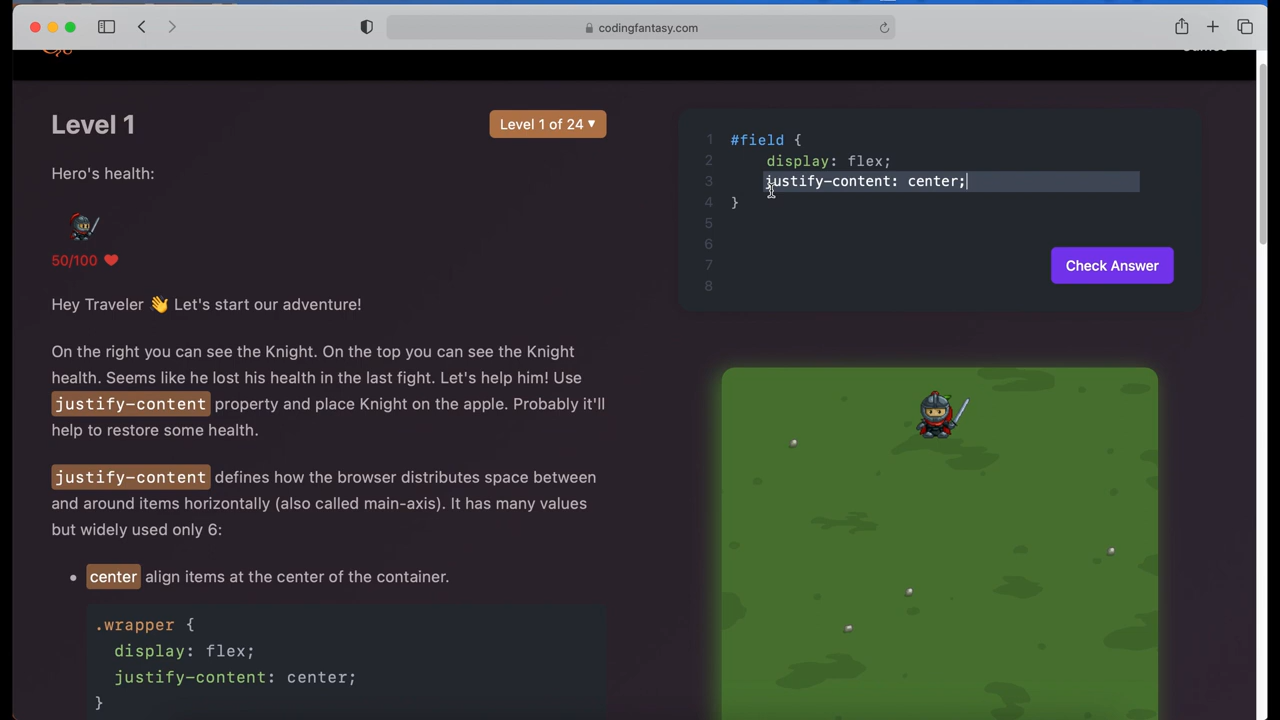 codingfantasy.com
Games
Level 1
Level 1 of 24 ▼
Hero's health:
50/100
Hey Traveler 👋 Let's start our adventure!
On the right you can see the Knight. On the top you can see the Knight
health. Seems like he lost his health in the last fight. Let's help him! Use
justify-content property and place Knight on the apple. Probably it'll
help to restore some health.
justify-content defines how the browser distributes space between
and around items horizontally (also called main-axis). It has many values
but widely used only 6:
• center align items at the center of the container.
.wrapper {
display: flex;
justify-content: center;
}
1 #field {
2 display: flex;
3 justify-content: center;
4 }
5
6
7
8
Check Answer